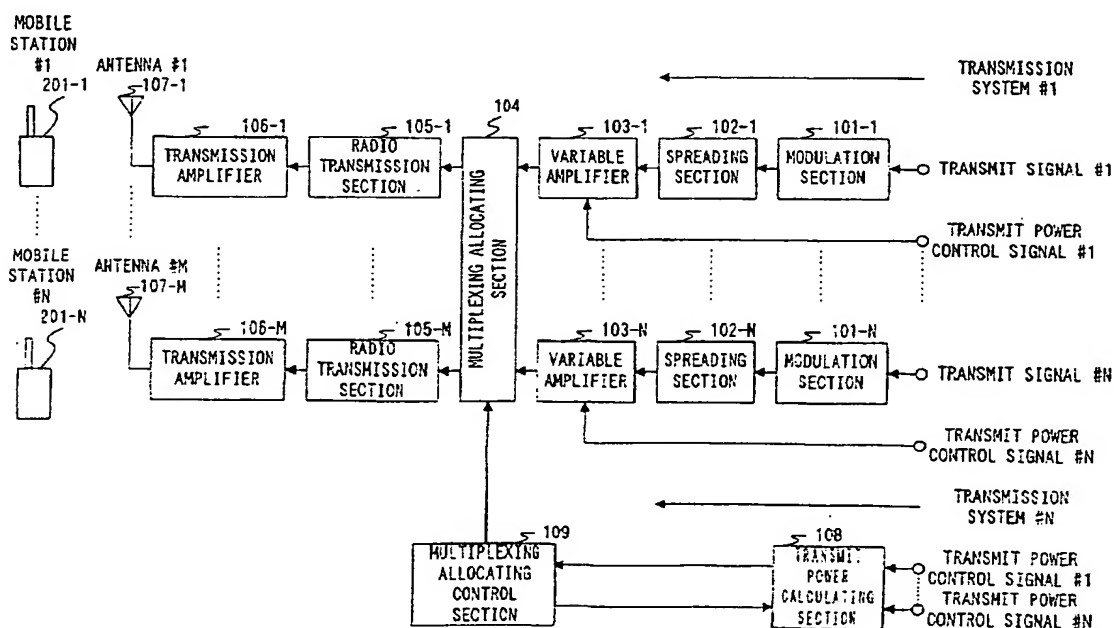 MOBILE
STATION
#1
201-1
ANTENNA #1
107-1
TRANSMISSION
SYSTEM #1
106-1
TRANSMISSION
AMPLIFIER
105-1
RADIO
TRANSMISSION
SECTION
104
MULTIPLEXING ALLOCATING
SECTION
103-1
VARIABLE
AMPLIFIER
102-1
SPREADING
SECTION
101-1
MODULATION
SECTION
TRANSMIT SIGNAL #1
TRANSMIT POWER
CONTROL SIGNAL #1
MOBILE
STATION
#N
201-N
ANTENNA #M
107-M
106-M
TRANSMISSION
AMPLIFIER
105-M
RADIO
TRANSMISSION
SECTION
103-N
VARIABLE
AMPLIFIER
102-N
SPREADING
SECTION
101-N
MODULATION
SECTION
TRANSMIT SIGNAL #N
TRANSMIT POWER
CONTROL SIGNAL #N
TRANSMISSION
SYSTEM #N
109
MULTIPLEXING
ALLOCATING
CONTROL
SECTION
108
TRANSMIT
POWER
CALCULATING
SECTION
TRANSMIT POWER
CONTROL SIGNAL #1
TRANSMIT POWER
CONTROL SIGNAL #N